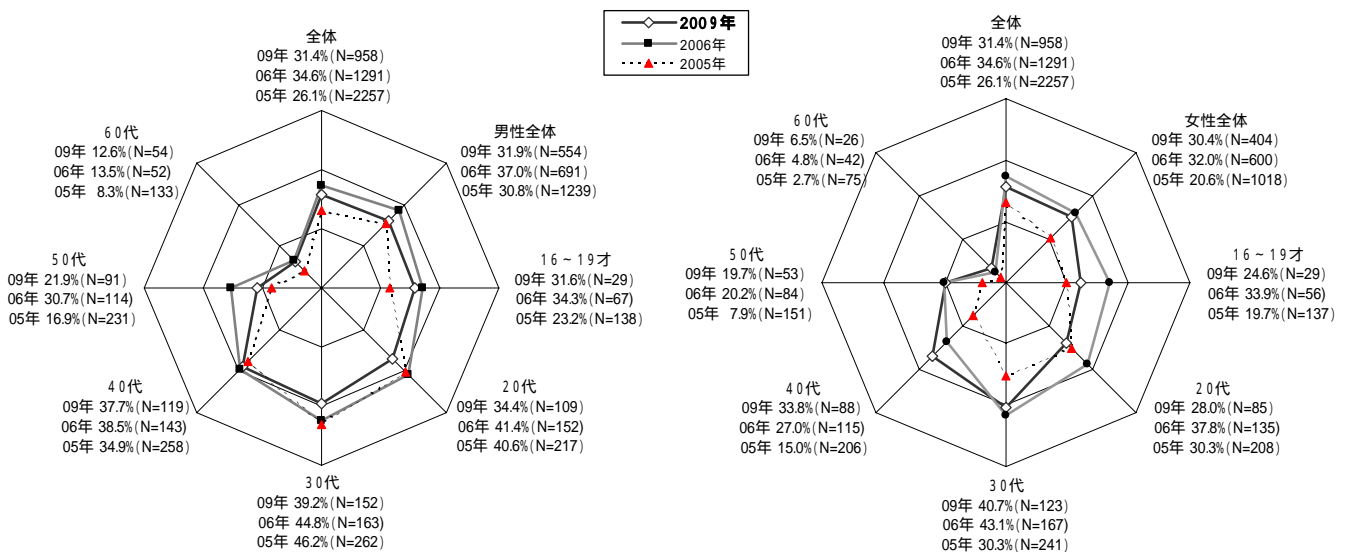 2009年
2006年
2005年
全体
09年 31.4%(N=958)
06年 34.6%(N=1291)
05年 26.1%(N=2257)
男性全体
09年 31.9%(N=554)
06年 37.0%(N=691)
05年 30.8%(N=1239)
16~19才
09年 31.6%(N=29)
06年 34.3%(N=67)
05年 23.2%(N=138)
20代
09年 34.4%(N=109)
06年 41.4%(N=152)
05年 40.6%(N=217)
30代
09年 39.2%(N=152)
06年 44.8%(N=163)
05年 46.2%(N=262)
40代
09年 37.7%(N=119)
06年 38.5%(N=143)
05年 34.9%(N=258)
50代
09年 21.9%(N=91)
06年 30.7%(N=114)
05年 16.9%(N=231)
60代
09年 12.6%(N=54)
06年 13.5%(N=52)
05年 8.3%(N=133)
全体
09年 31.4%(N=958)
06年 34.6%(N=1291)
05年 26.1%(N=2257)
女性全体
09年 30.4%(N=404)
06年 32.0%(N=600)
05年 20.6%(N=1018)
16~19才
09年 24.6%(N=29)
06年 33.9%(N=56)
05年 19.7%(N=137)
20代
09年 28.0%(N=85)
06年 37.8%(N=135)
05年 30.3%(N=208)
30代
09年 40.7%(N=123)
06年 43.1%(N=167)
05年 30.3%(N=241)
40代
09年 33.8%(N=88)
06年 27.0%(N=115)
05年 15.0%(N=206)
50代
09年 19.7%(N=53)
06年 20.2%(N=84)
05年 7.9%(N=151)
60代
09年 6.5%(N=26)
06年 4.8%(N=42)
05年 2.7%(N=75)